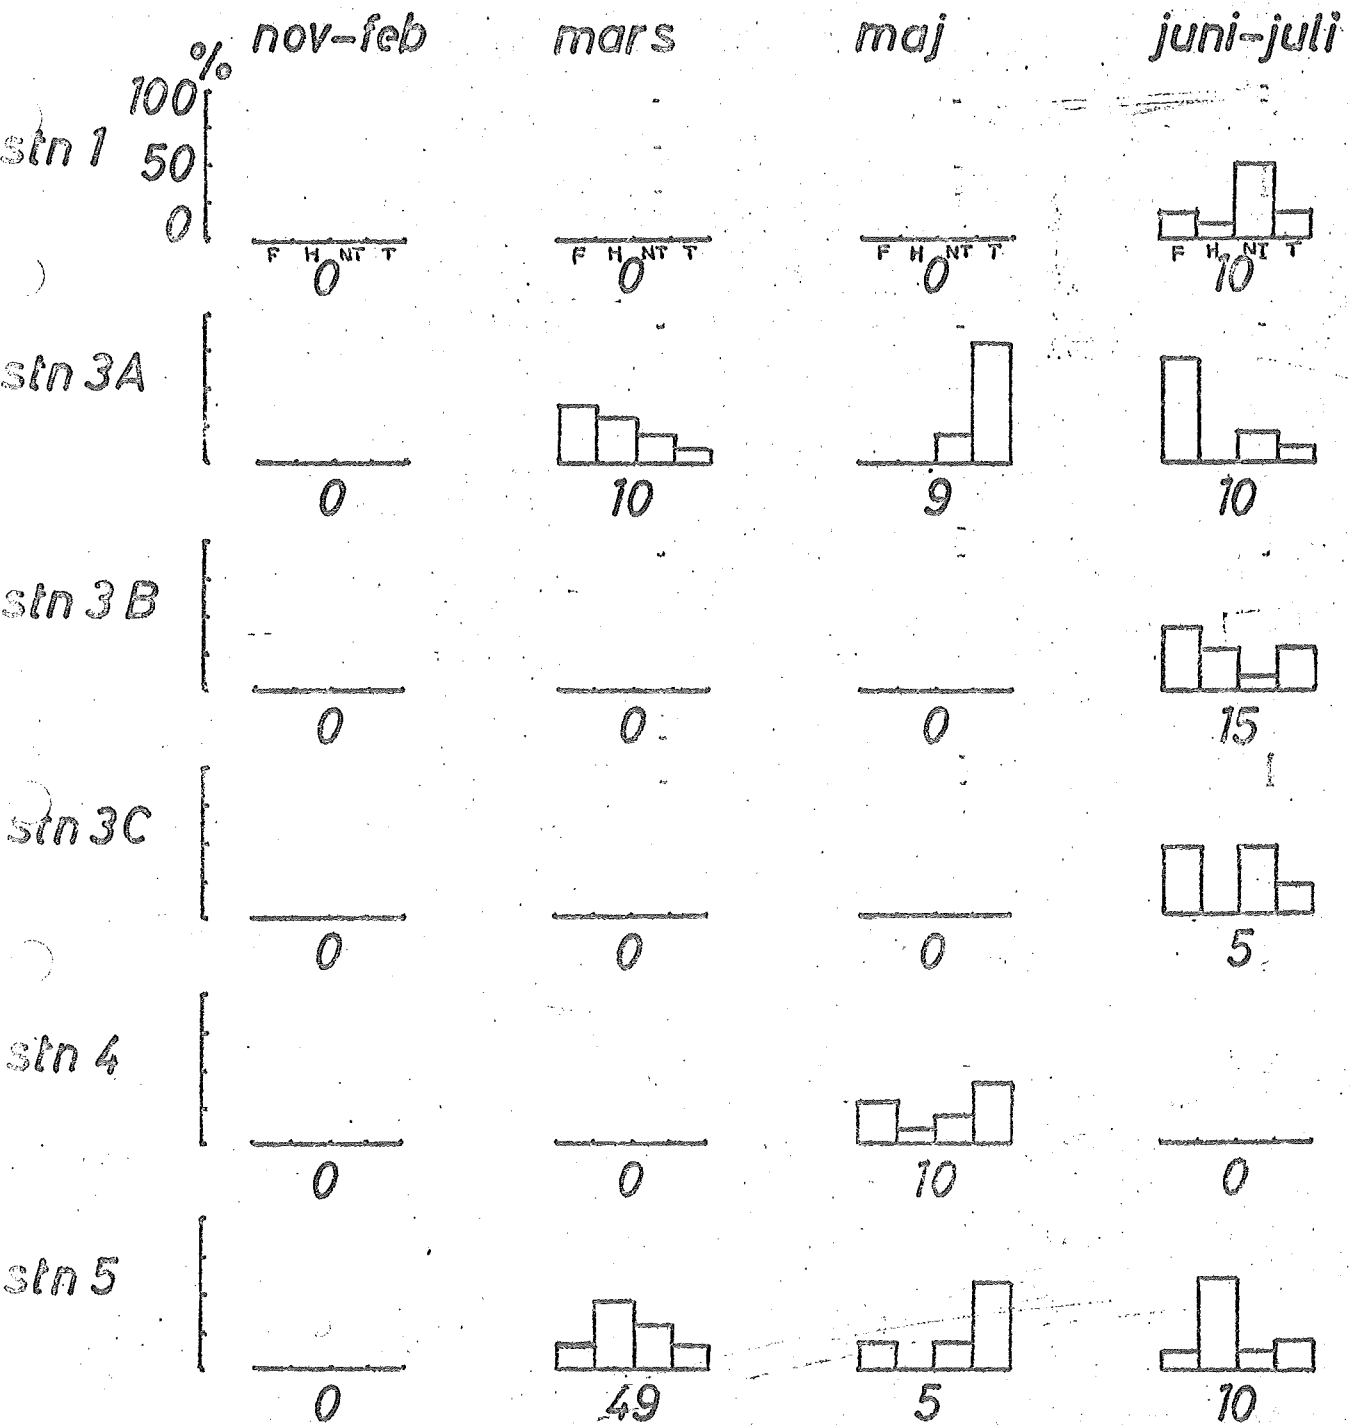 nov-feb mars maj juni-juli
%
100
stn 1 50
0
F H NT T F H NT T F H NT T F H NT T
0 0 0 10
stn 3A
0 10 9 10
stn 3B
0 0 0 15
stn 3C
0 0 0 5
stn 4
0 0 10 0
stn 5
0 49 5 10